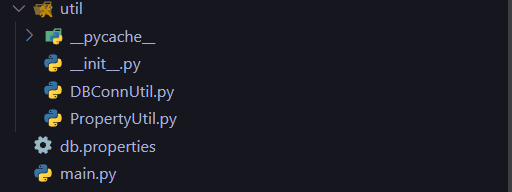 util
__pycache__
__init__.py
DBConnUtil.py
PropertyUtil.py
db.properties
main.py